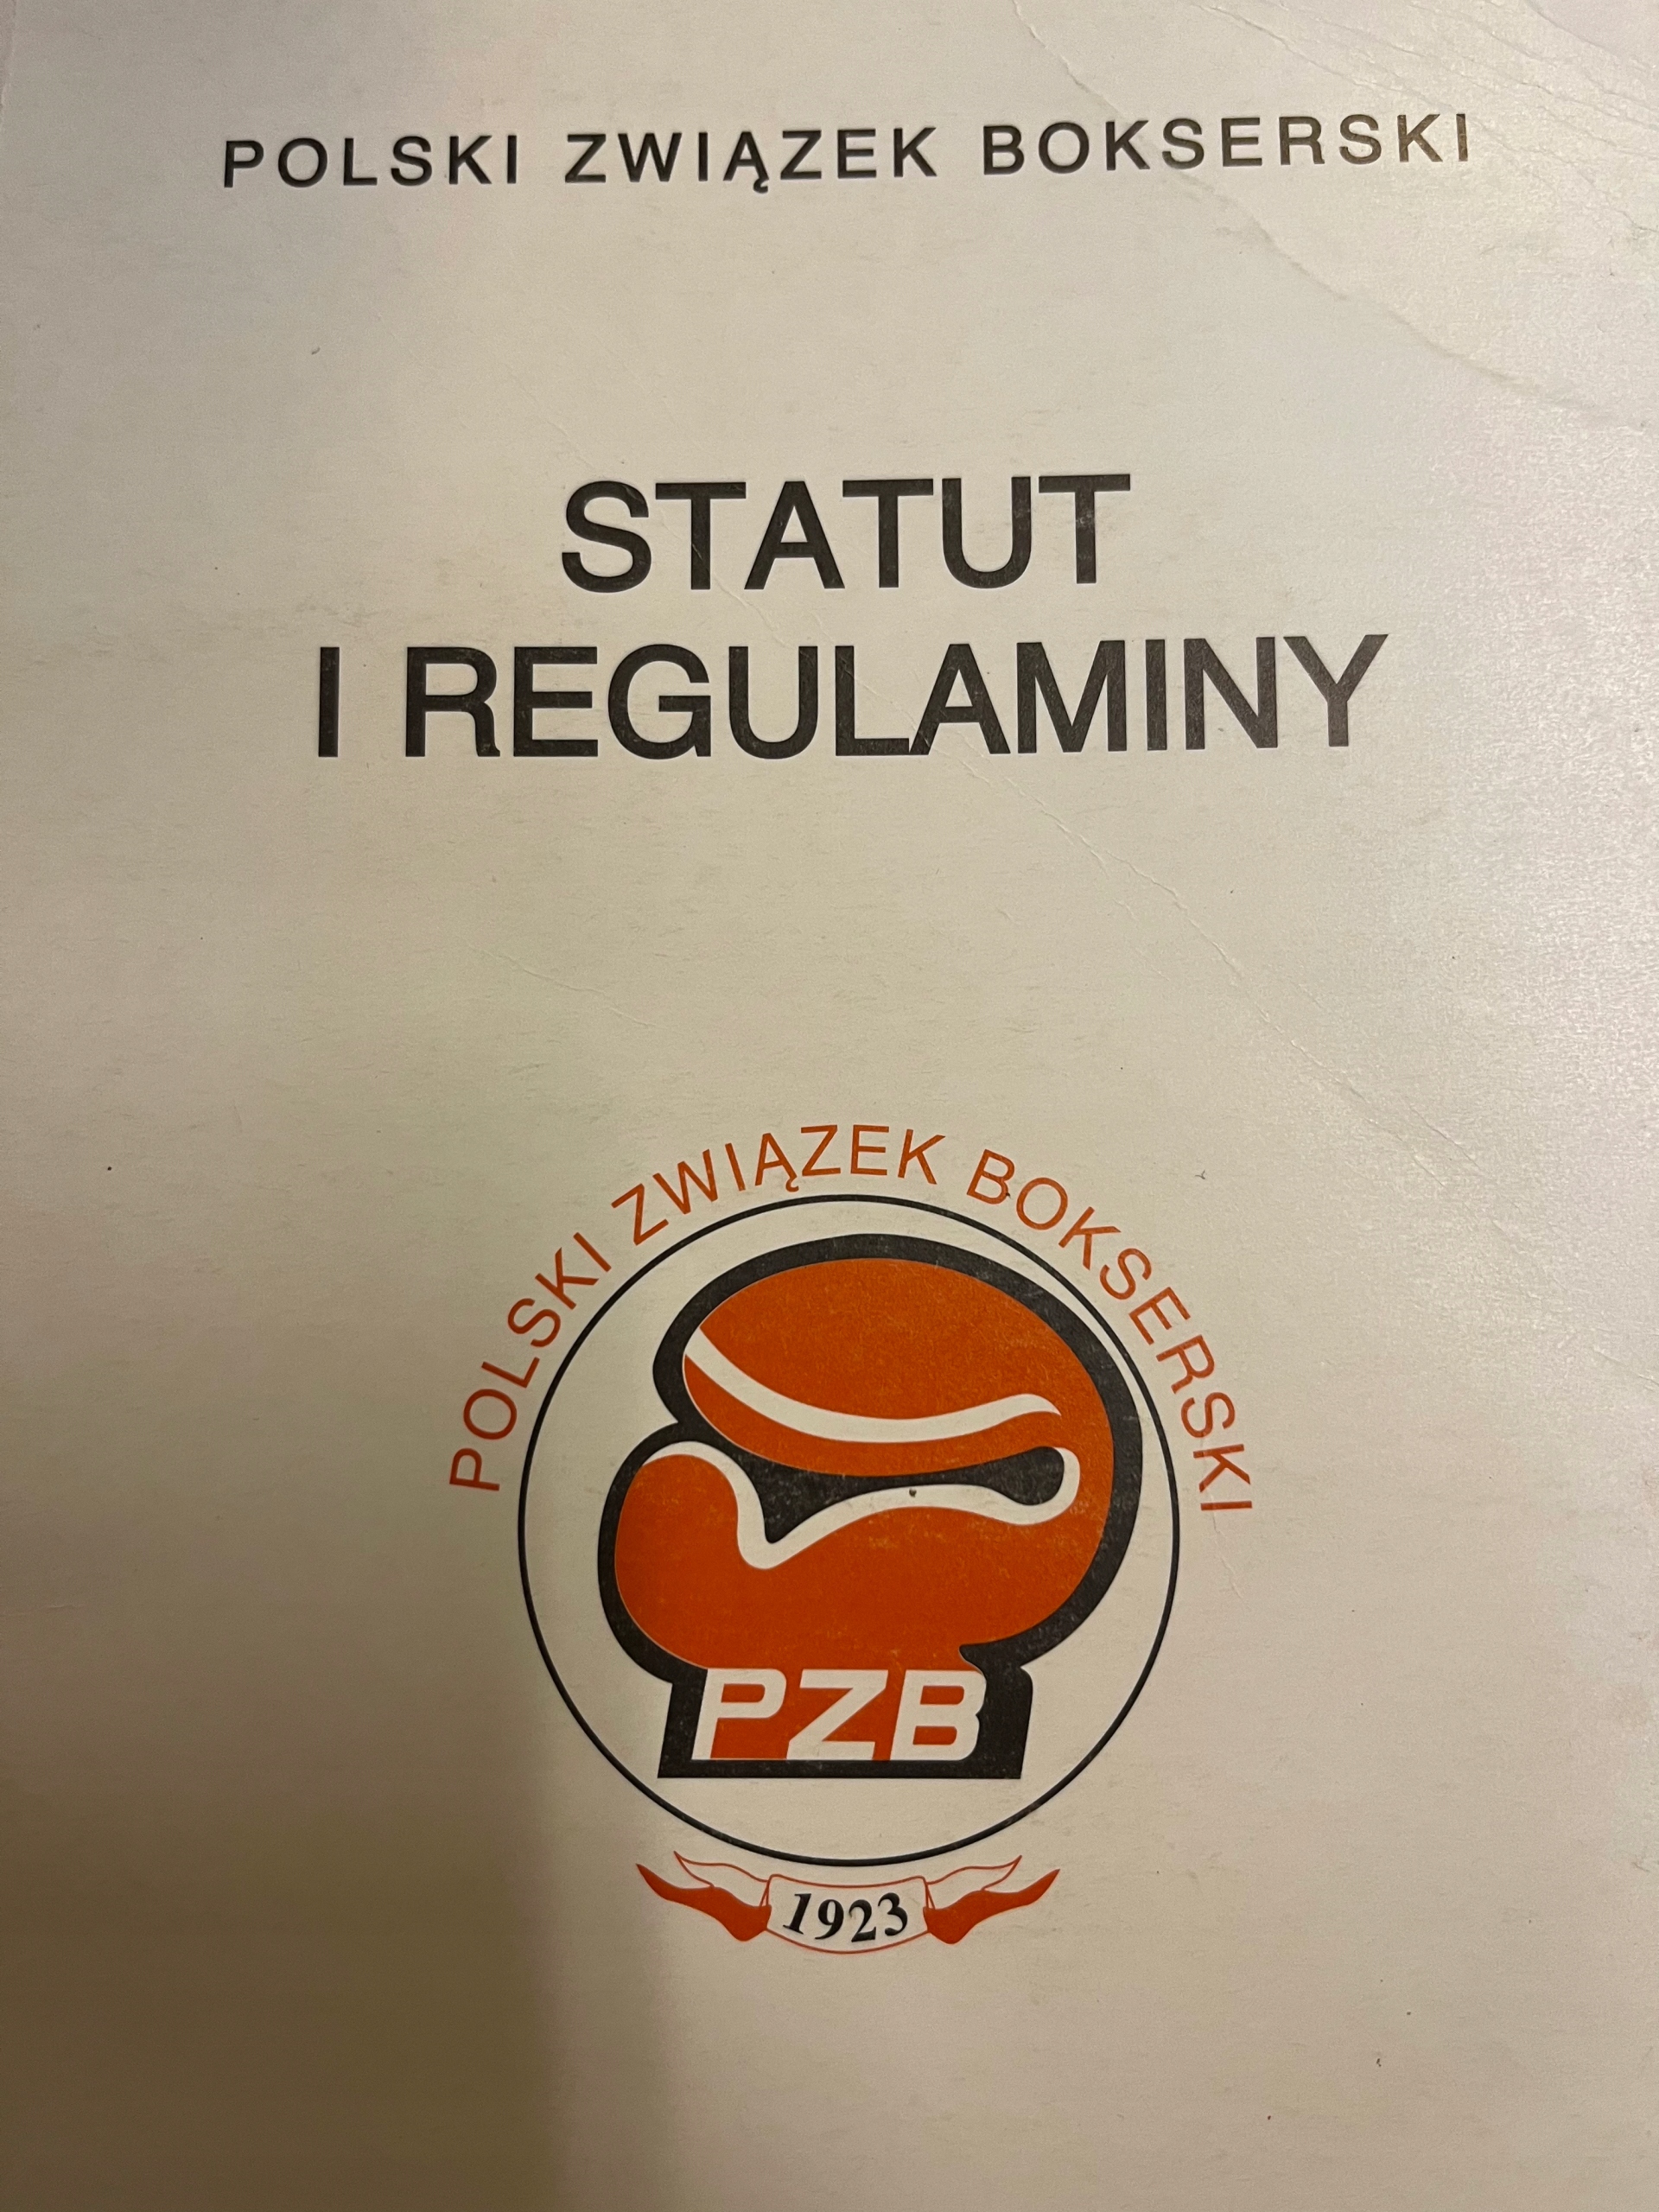 POLSKI ZWIĄZEK BOKSERSKI
STATUT
I REGULAMINY
POLSKI ZWIĄZEK BOKSERSKI
PZB
1923